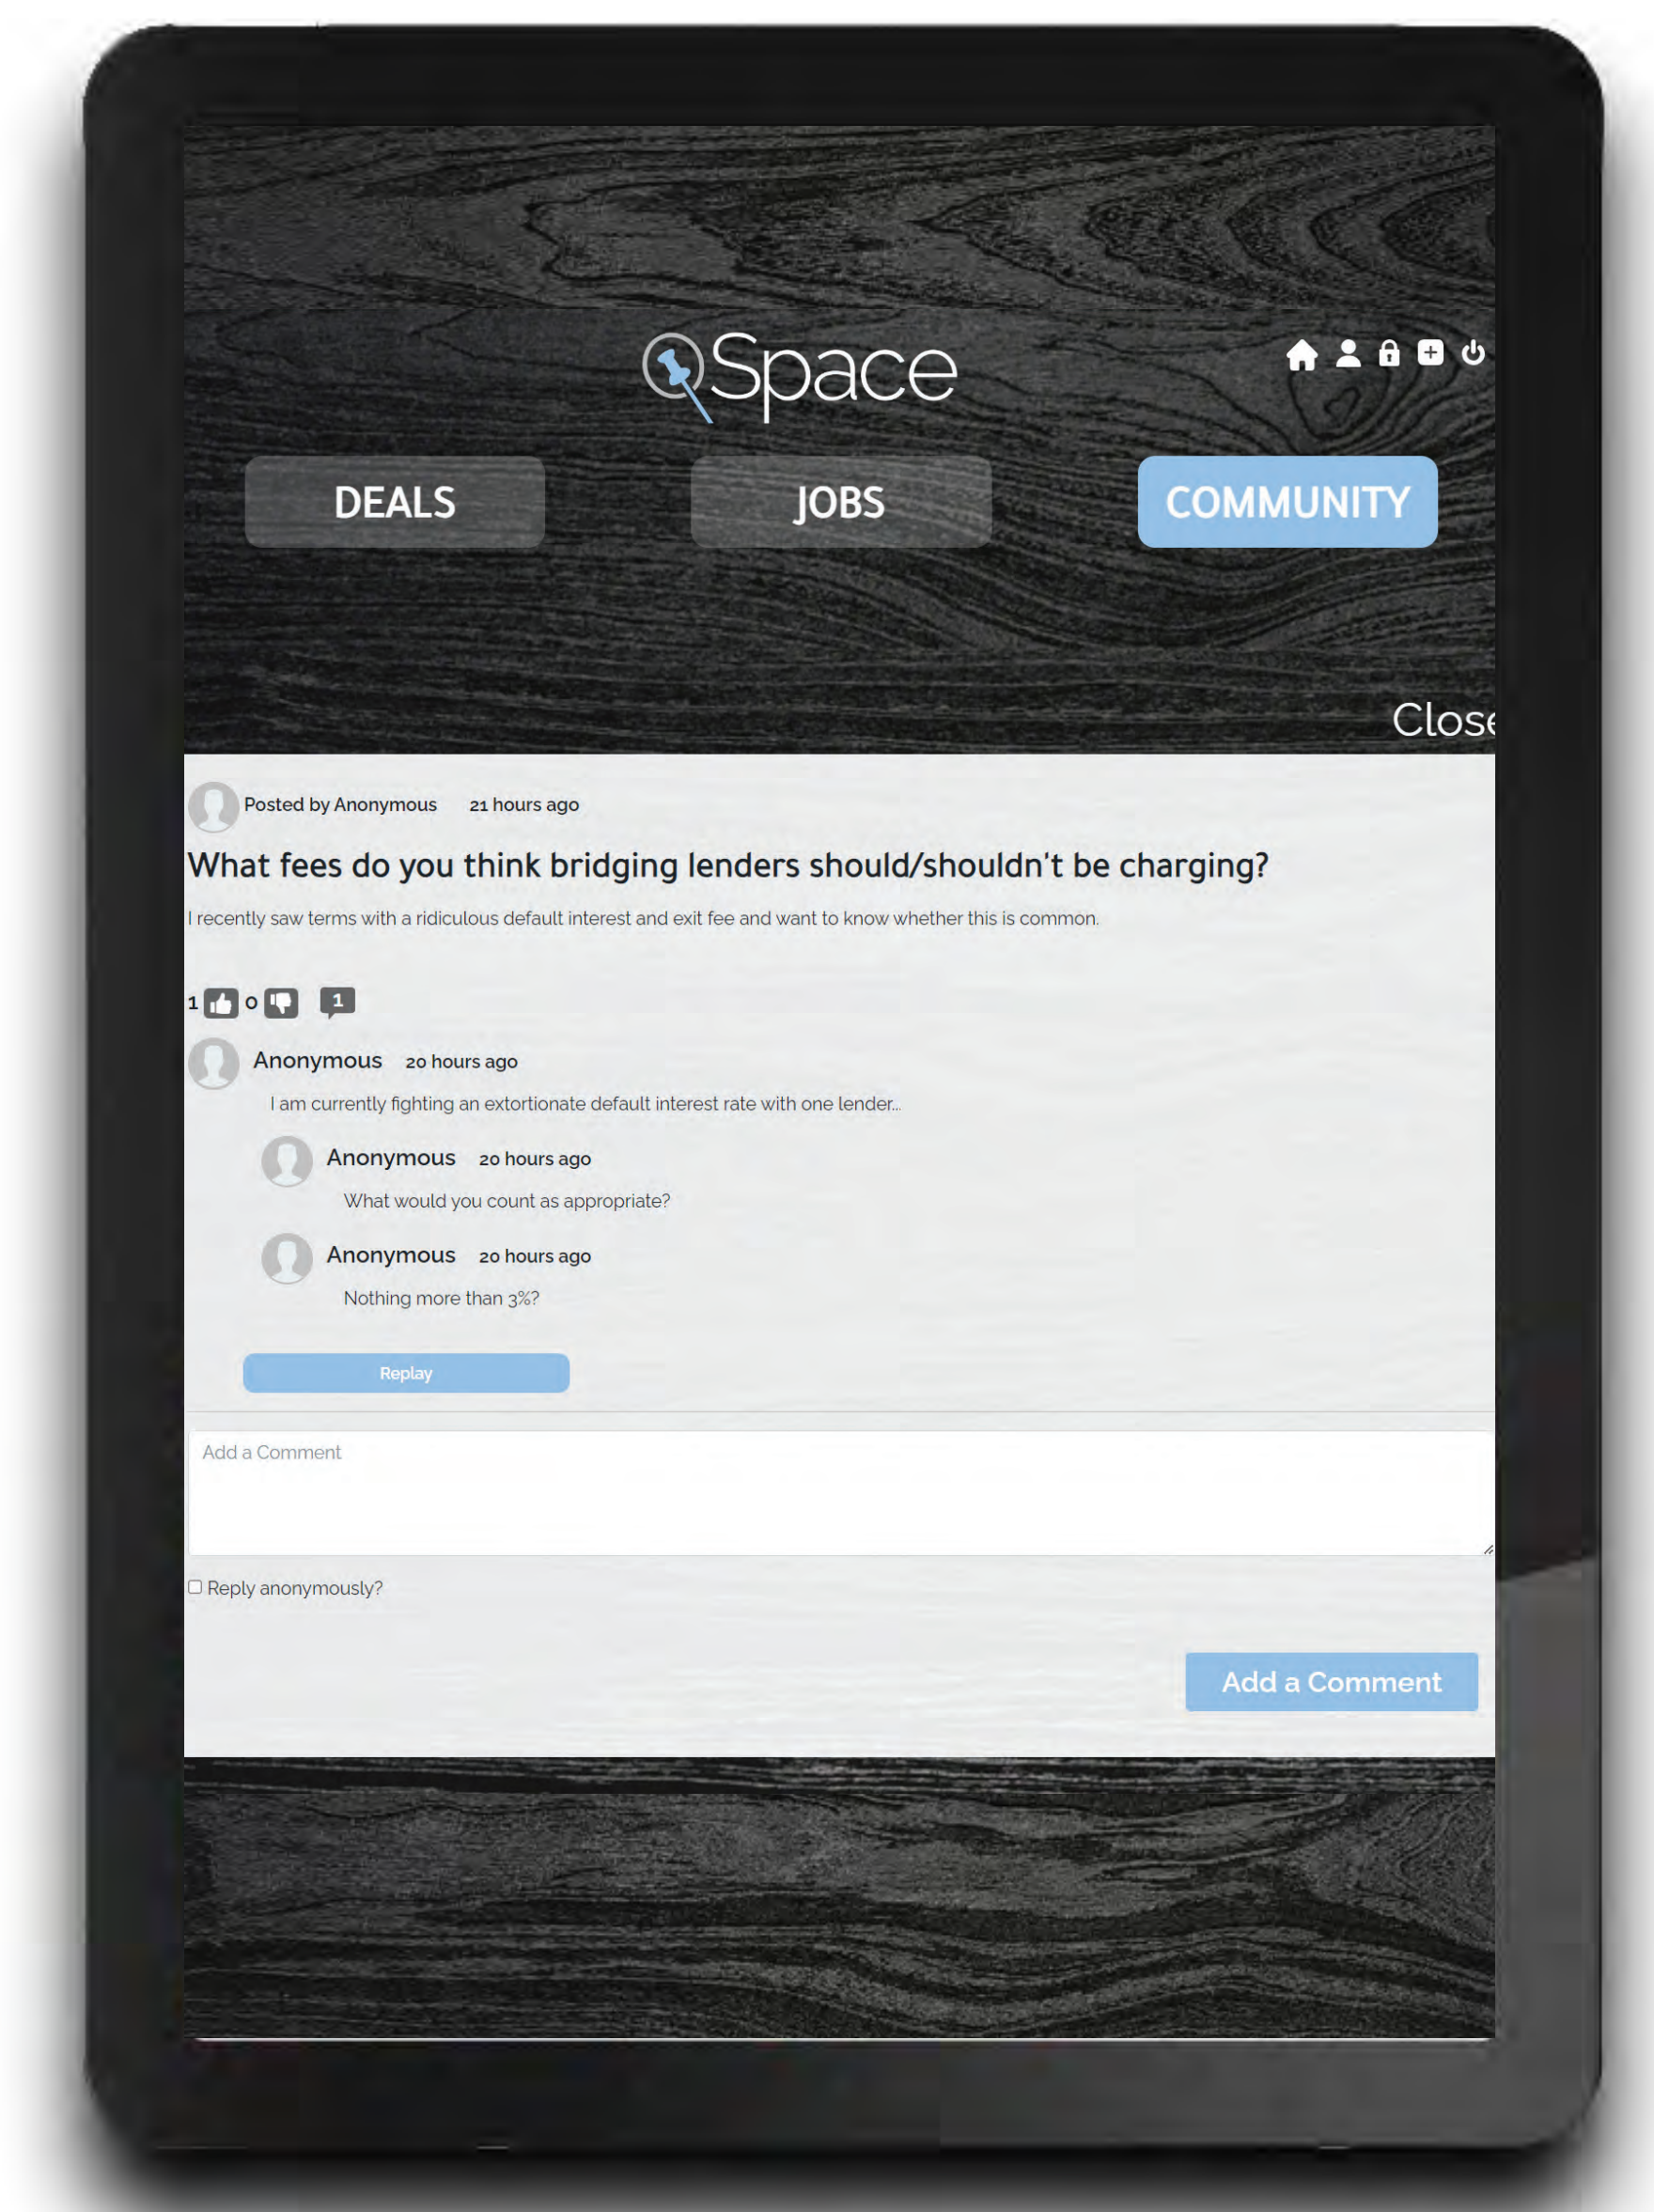 QSpace
DEALS
JOBS
COMMUNITY
Close
Posted by Anonymous 21 hours ago
What fees do you think bridging lenders should/shouldn't be charging?
I recently saw terms with a ridiculous default interest and exit fee and want to know whether this is common.
1 0 1
Anonymous 20 hours ago
I am currently fighting an extortionate default interest rate with one lender...
Anonymous 20 hours ago
What would you count as appropriate?
Anonymous 20 hours ago
Nothing more than 3%?
Replay
Add a Comment
Reply anonymously?
Add a Comment